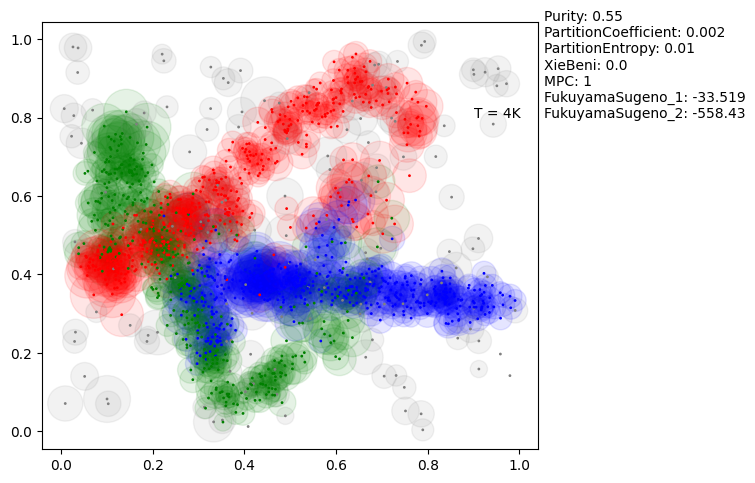 Purity: 0.55
PartitionCoefficient: 0.002
PartitionEntropy: 0.01
XieBeni: 0.0
MPC: 1
FukuyamaSugeno_1: -33.519
FukuyamaSugeno_2: -558.43
T = 4K
1.0
0.8
0.6
0.4
0.2
0.0
0.0 0.2 0.4 0.6 0.8 1.0